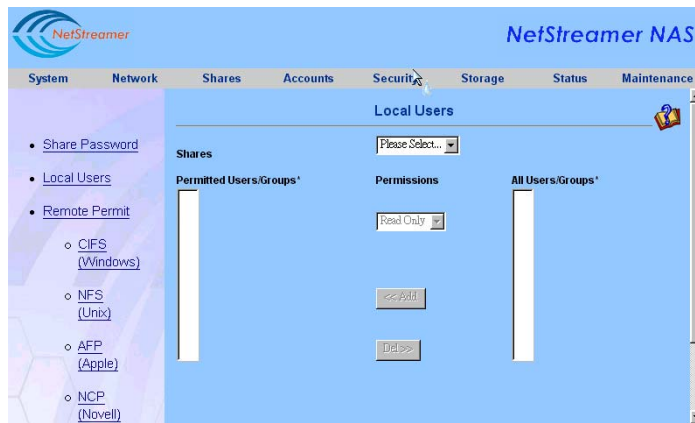 NetStreamer
NetStreamer NAS
System Network Shares Accounts Security Storage Status Maintenance
Local Users
Share Password
Local Users
Remote Permit
CIFS
(Windows)
NFS
(Unix)
AFP
(Apple)
NCP
(Novell)
Shares
Please Select...
Permitted Users/Groups*
Permissions
All Users/Groups*
Read Only
<< Add
Del >>